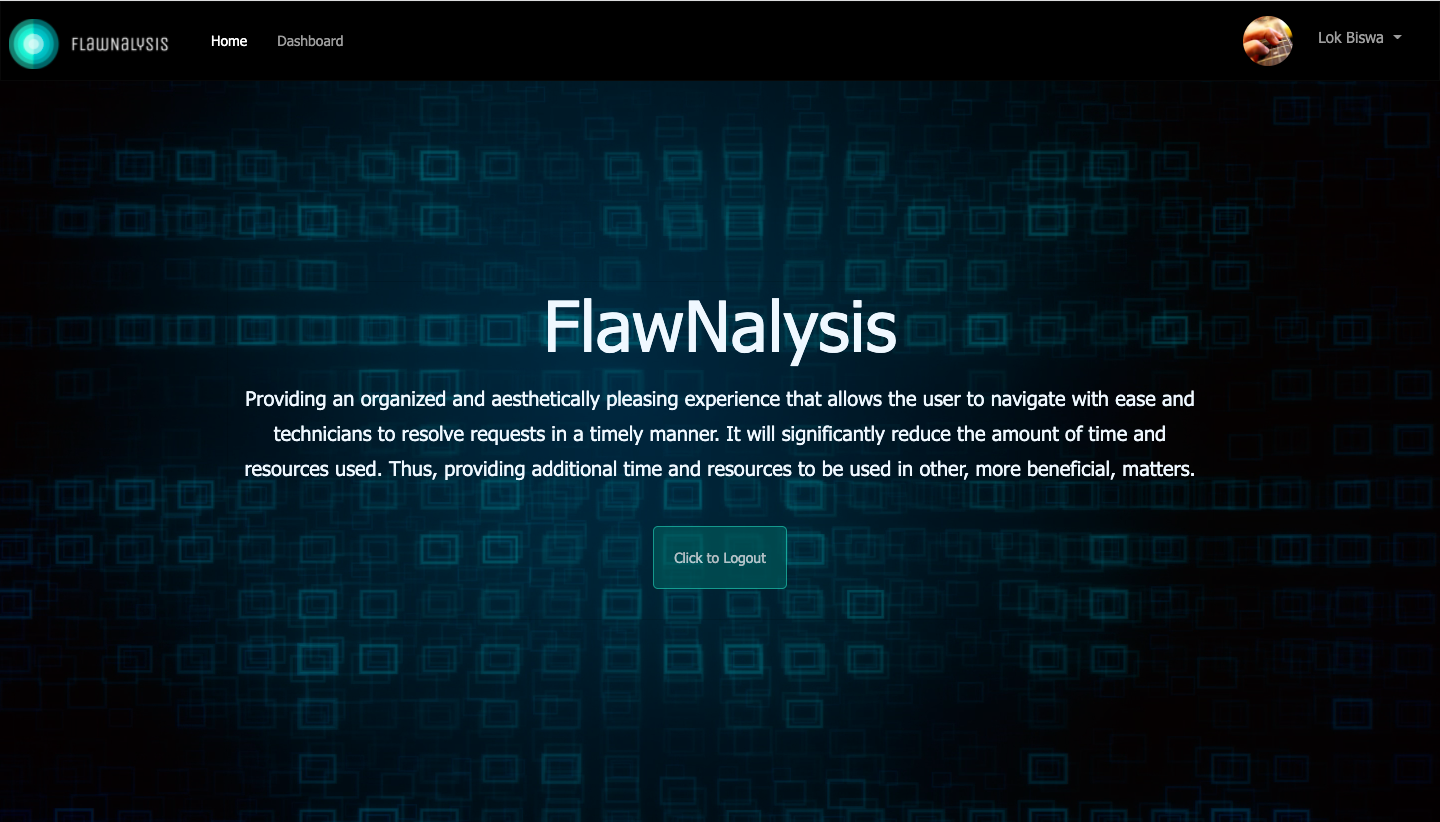 FLAWNALYSIS
Home
Dashboard
Lok Biswa
FlawNalysis
Providing an organized and aesthetically pleasing experience that allows the user to navigate with ease and
technicians to resolve requests in a timely manner. It will significantly reduce the amount of time and
resources used. Thus, providing additional time and resources to be used in other, more beneficial, matters.
Click to Logout